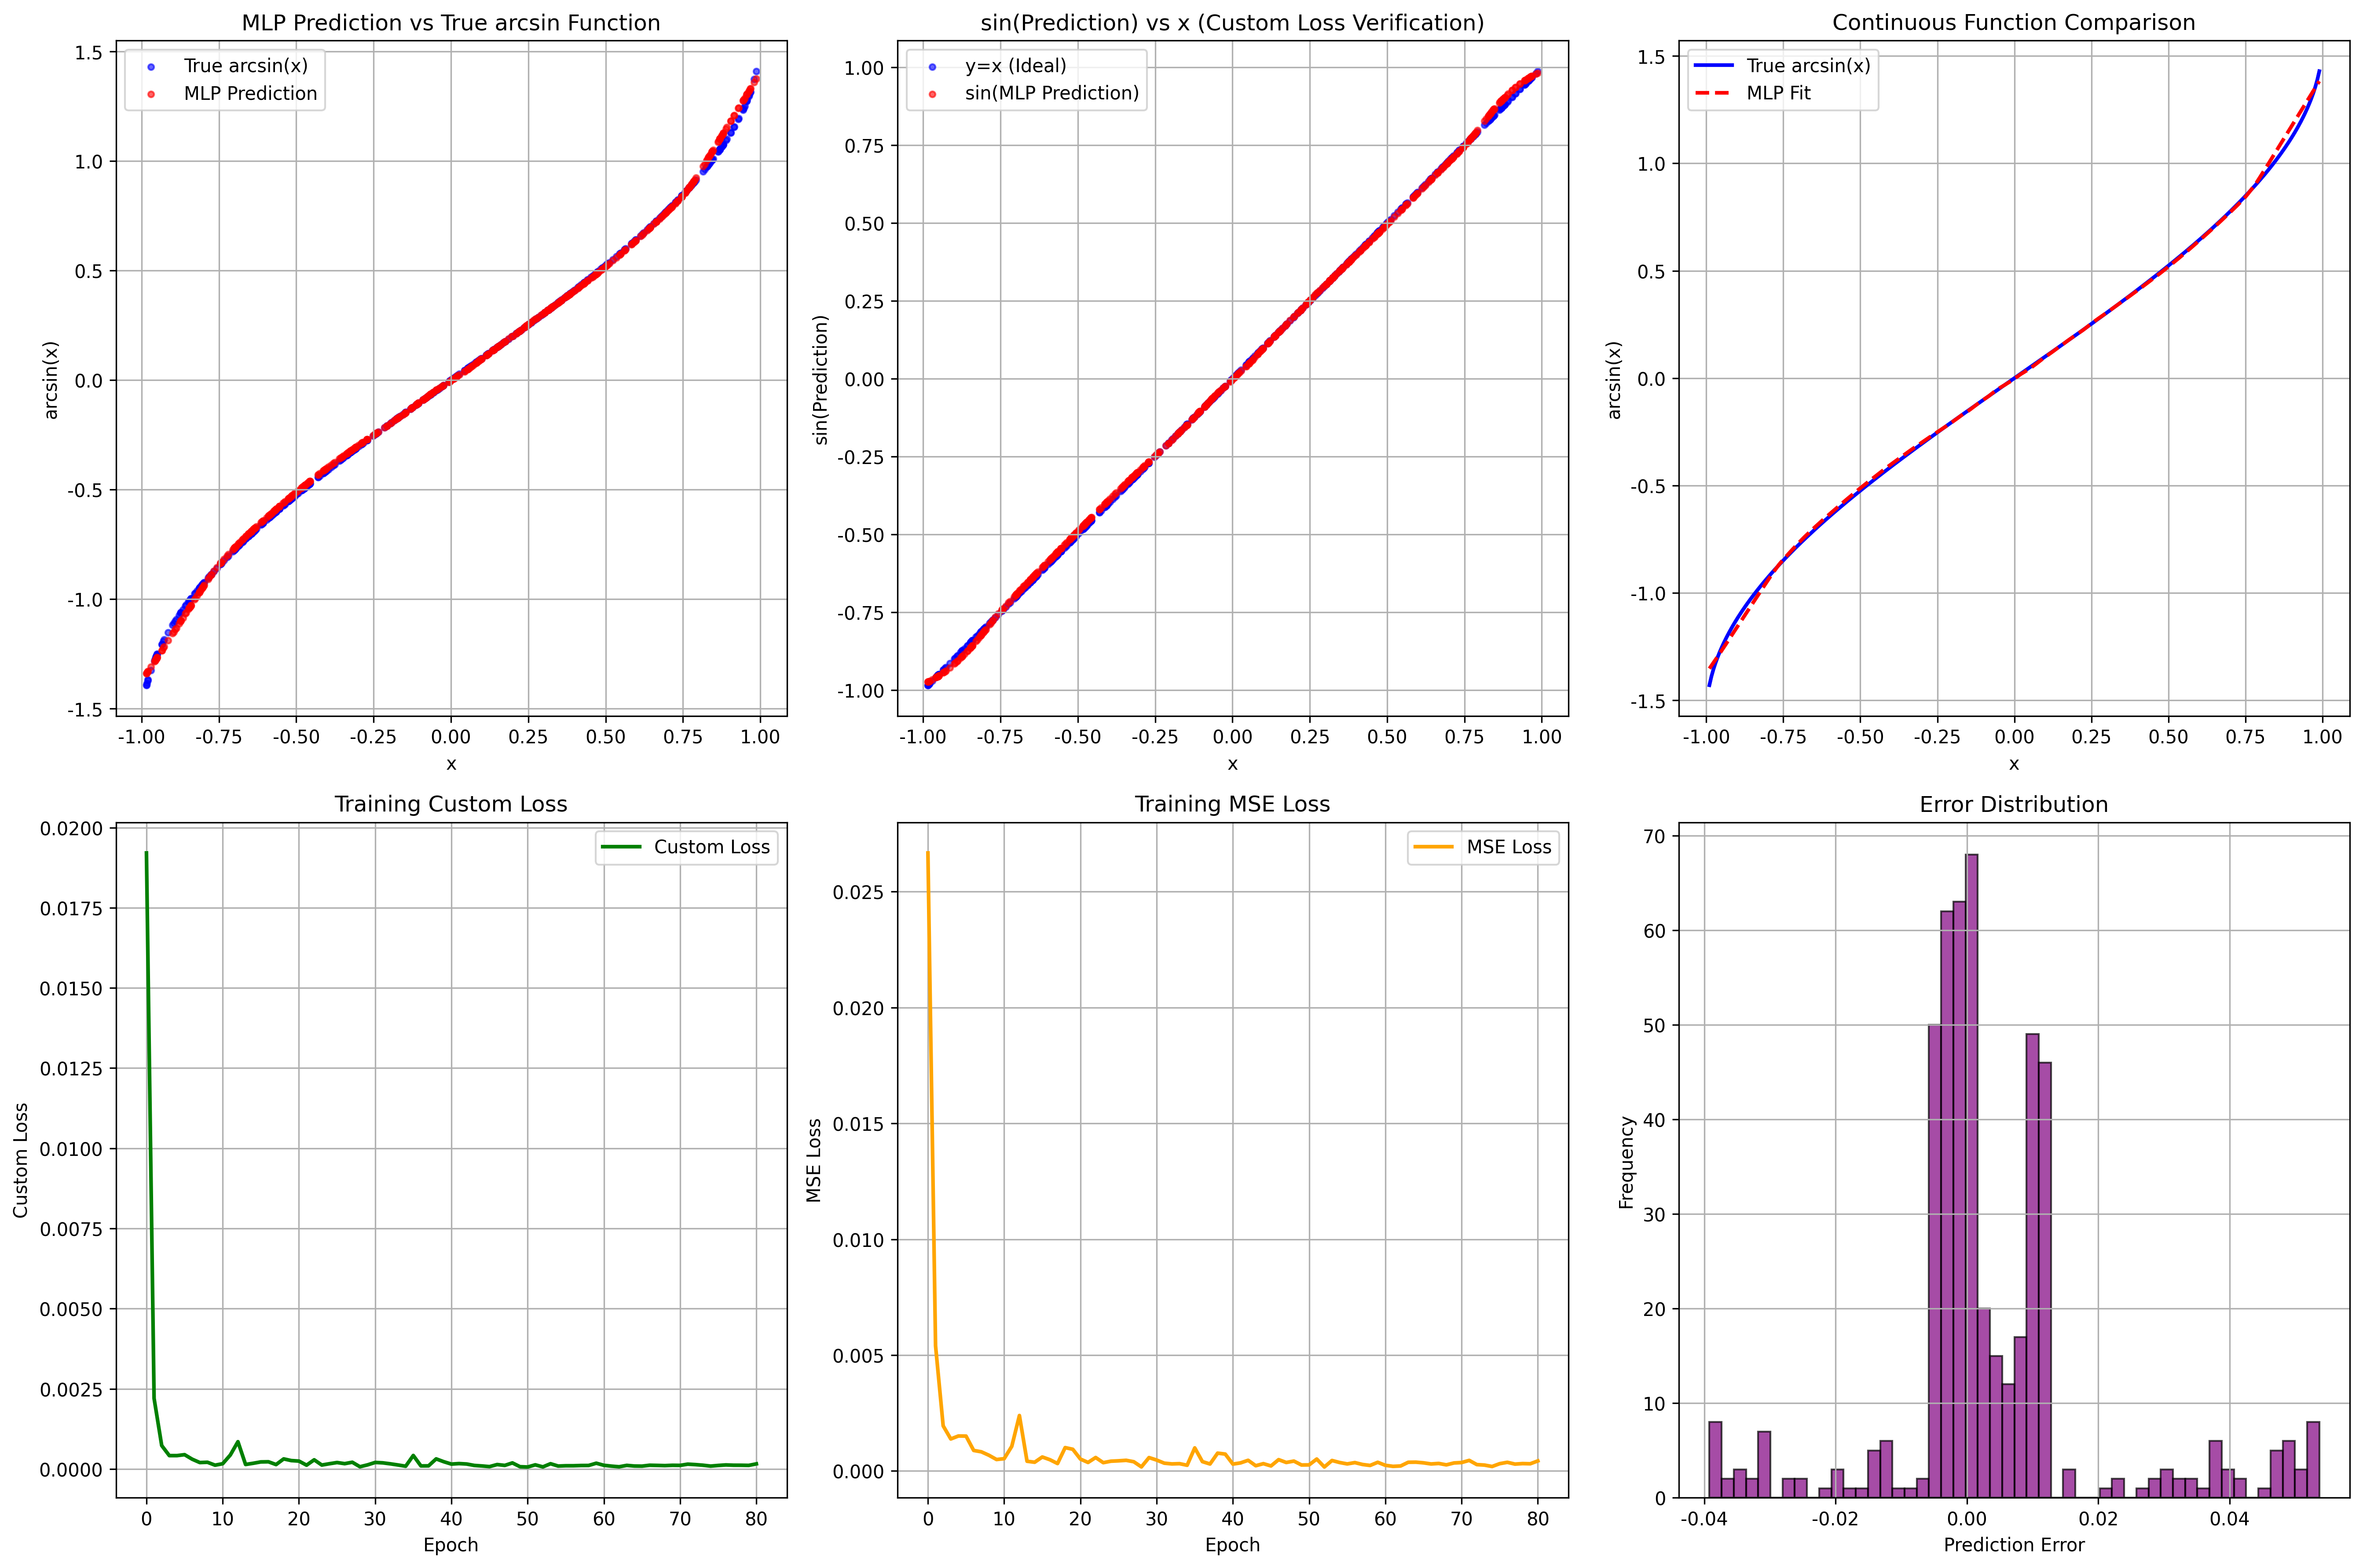 MLP Prediction vs True arcsin Function
True arcsin(x)
MLP Prediction
1.5
1.0
0.5
0.0
-0.5
-1.0
-1.5
arcsin(x)
-1.00 -0.75 -0.50 -0.25 0.00 0.25 0.50 0.75 1.00
x
sin(Prediction) vs x (Custom Loss Verification)
y=x (Ideal)
sin(MLP Prediction)
1.00
0.75
0.50
0.25
0.00
-0.25
-0.50
-0.75
-1.00
sin(Prediction)
-1.00 -0.75 -0.50 -0.25 0.00 0.25 0.50 0.75 1.00
x
Continuous Function Comparison
True arcsin(x)
MLP Fit
1.5
1.0
0.5
0.0
-0.5
-1.0
-1.5
arcsin(x)
-1.00 -0.75 -0.50 -0.25 0.00 0.25 0.50 0.75 1.00
x
Training Custom Loss
Custom Loss
0.0200
0.0175
0.0150
0.0125
0.0100
0.0075
0.0050
0.0025
0.0000
Custom Loss
0 10 20 30 40 50 60 70 80
Epoch
Training MSE Loss
MSE Loss
0.025
0.020
0.015
0.010
0.005
0.000
MSE Loss
0 10 20 30 40 50 60 70 80
Epoch
Error Distribution
70
60
50
40
30
20
10
0
Frequency
-0.04 -0.02 0.00 0.02 0.04
Prediction Error